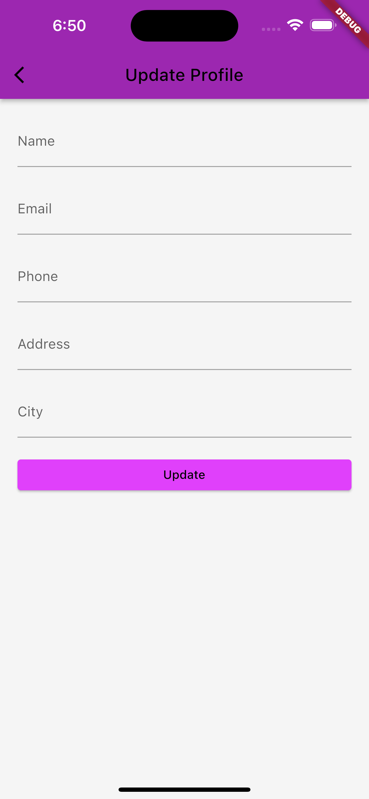 6:50
DEBUG
Update Profile
Name
Email
Phone
Address
City
Update